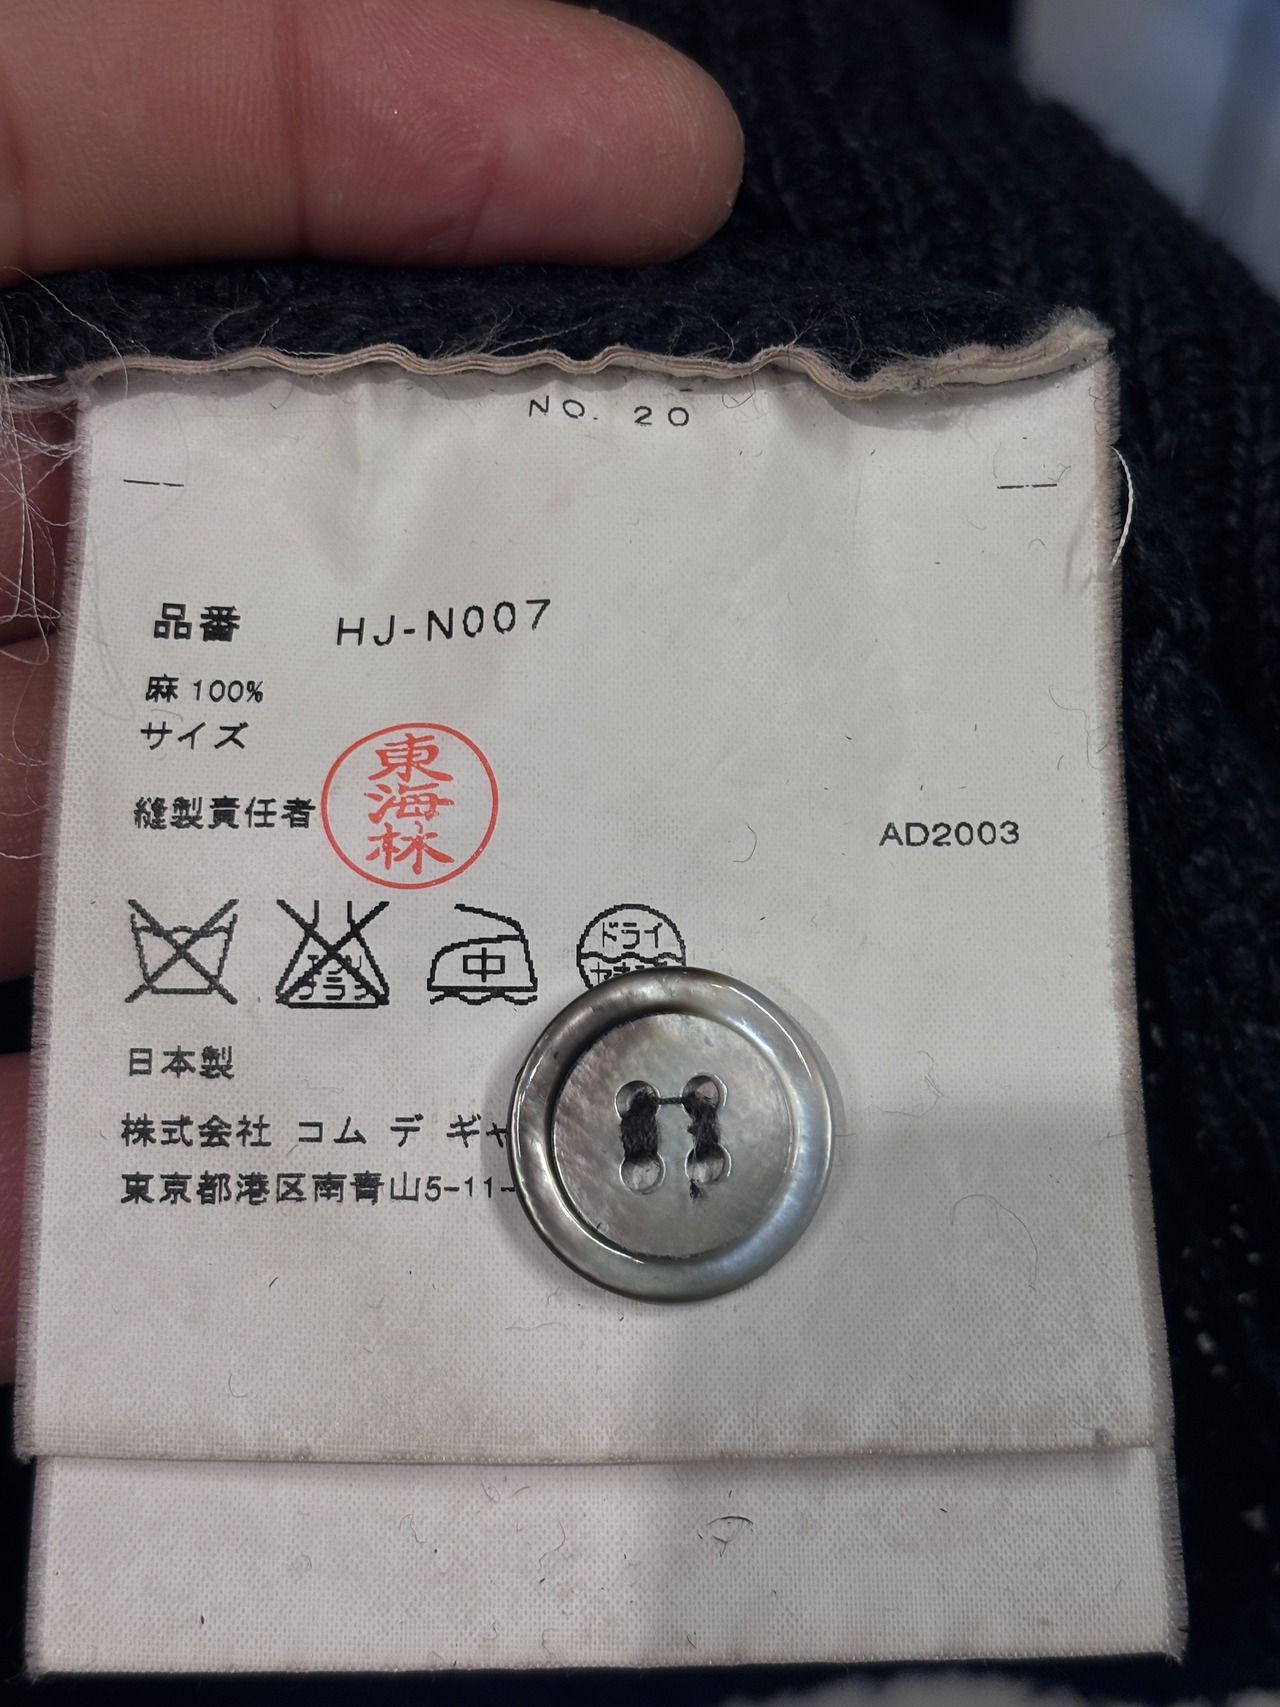 NO. 20
品番 HJ-N007
麻 100%
サイズ
縫製責任者
東海林
AD2003
中
ドライ
日本製
株式会社 コム デ ギャ
東京都港区南青山5-11-